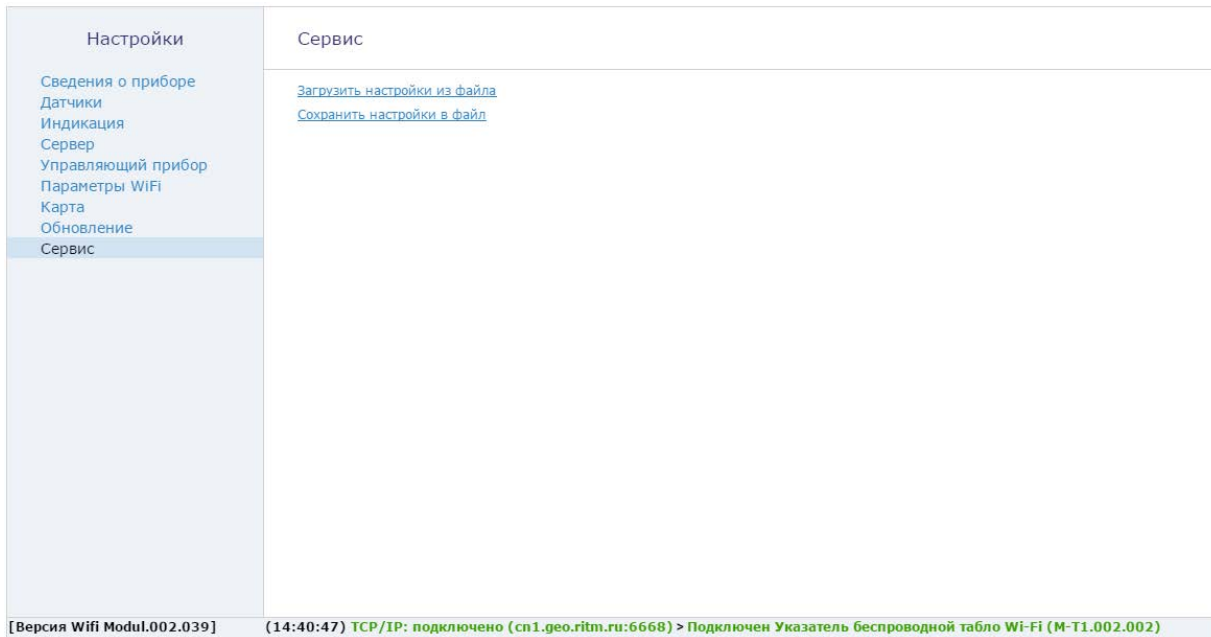 Настройки
Сведения о приборе
Датчики
Индикация
Сервер
Управляющий прибор
Параметры WiFi
Карта
Обновление
Сервис
Сервис
Загрузить настройки из файла
Сохранить настройки в файл
[Версия Wifi Modul.002.039] (14:40:47) TCP/IP: подключено (cn1.geo.ritm.ru:6668) > Подключен Указатель беспроводной табло Wi-Fi (M-T1.002.002)